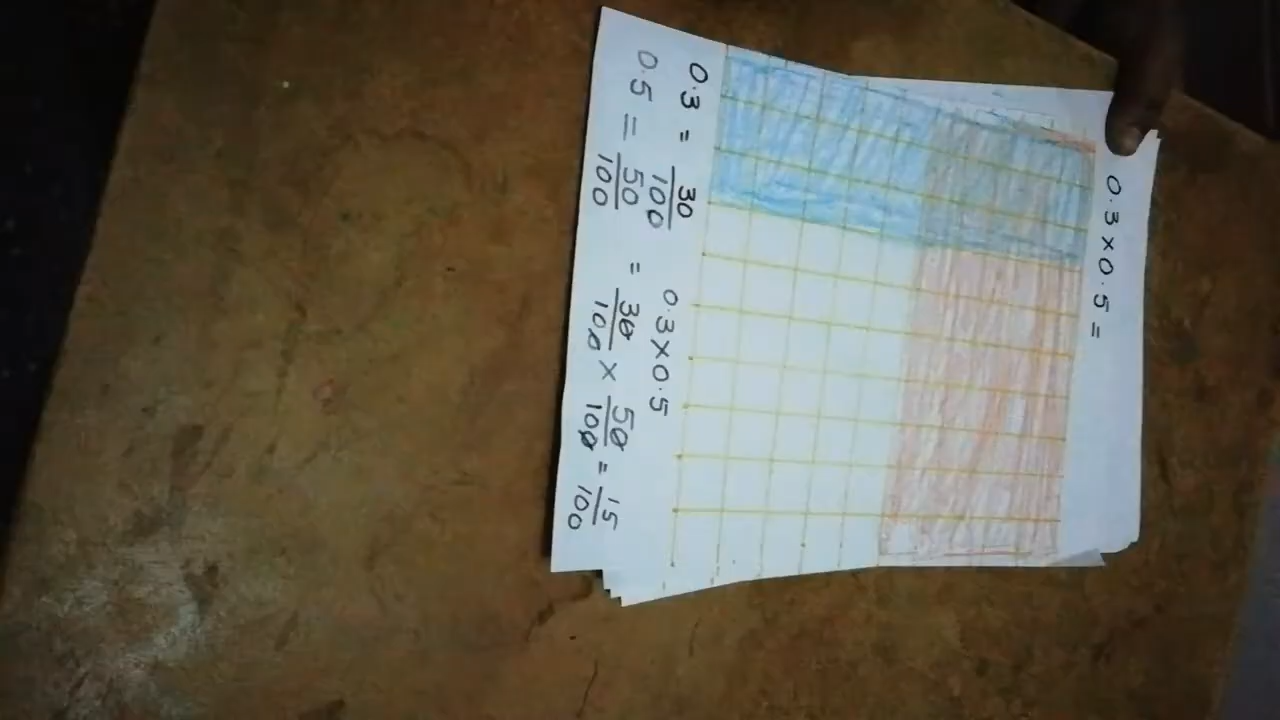 0.3 × 0.5 =
0.3 = 30/100
0.5 = 50/100
0.3 × 0.5
= 30/100 × 50/100 = 15/100